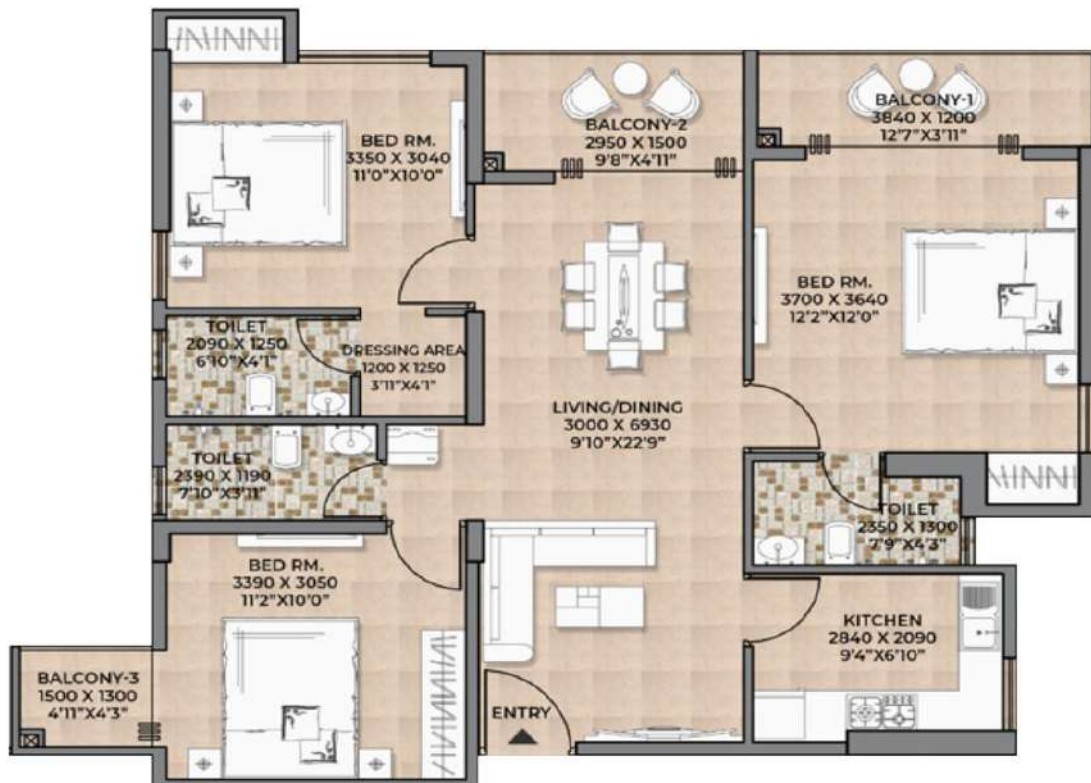 BED RM.
3350 X 3040
11'0"X10'0"
BALCONY-2
2950 X 1500
9'8"X4'11"
BALCONY-1
3840 X 1200
12'7"X3'11"
BED RM.
3700 X 3640
12'2"X12'0"
TOILET
2090 X 1250
6'10"X4'1"
DRESSING AREA
1200 X 1250
3'11"X4'1"
LIVING/DINING
3000 X 6930
9'10"X22'9"
TOILET
2390 X 1190
7'10"X3'11"
TOILET
2350 X 1300
7'9"X4'3"
BED RM.
3390 X 3050
11'2"X10'0"
KITCHEN
2840 X 2090
9'4"X6'10"
BALCONY-3
1500 X 1300
4'11"X4'3"
ENTRY